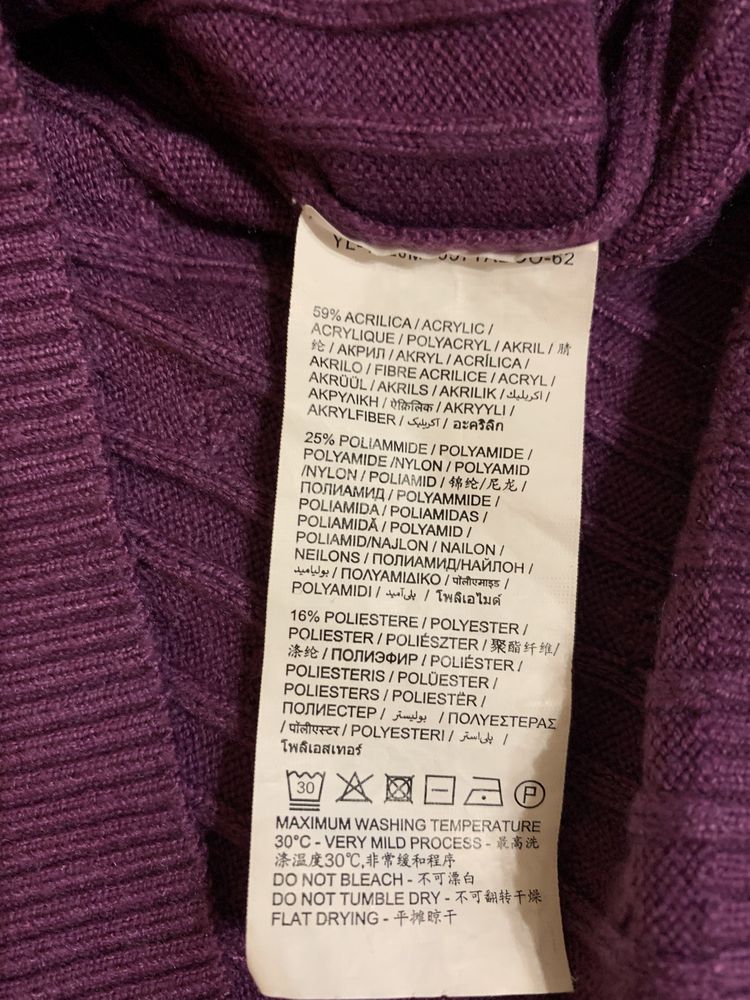 59% ACRILICA / ACRYLIC /
ACRYLIQUE / POLYACRYL / AKRIL / 腈
纶 / АКРИЛ / AKRYL / ACRÍLICA /
AKRILO / FIBRE ACRILICE / ACRYL /
AKRÜÜL / AKRILS / AKRILIK / اكريليك /
ΑΚΡΥΛΙΚΗ / ऐक्रिलिक / AKRYYLI /
AKRYLFIBER / آکریلیک / อะคริลิก
25% POLIAMMIDE / POLYAMIDE /
POLYAMIDE /NYLON / POLYAMID
/NYLON / POLIAMID / 锦纶/尼龙 /
ПОЛИАМИД / POLYAMMIDE /
POLIAMIDA / POLIAMIDAS /
POLIAMIDĂ / POLYAMID /
POLIAMID/NAJLON / NAILON /
NEILONS / ПОЛИАМИД/НАЙЛОН /
بولياميد / ΠΟΛΥΑΜΙΔΙΚΟ / पॉलीएमाइड /
POLYAMIDI / پلی‌آمید / โพลิเอไมด์
16% POLIESTERE / POLYESTER /
POLIESTER / POLIÉSZTER / 聚酯纤维/
涤纶 / ПОЛИЭФИР / POLIÉSTER /
POLIESTERIS / POLÜESTER /
POLIESTERS / POLIESTËR /
ПОЛИЕСТЕР / بوليستر / ΠΟΛΥΕΣΤΕΡΑΣ
/ पॉलीएस्टर / POLYESTERI / پلی‌استر /
โพลิเอสเทอร์
30 P
MAXIMUM WASHING TEMPERATURE
30°C - VERY MILD PROCESS - 最高洗
涤温度30℃,非常缓和程序
DO NOT BLEACH - 不可漂白
DO NOT TUMBLE DRY - 不可翻转干燥
FLAT DRYING - 平摊晾干